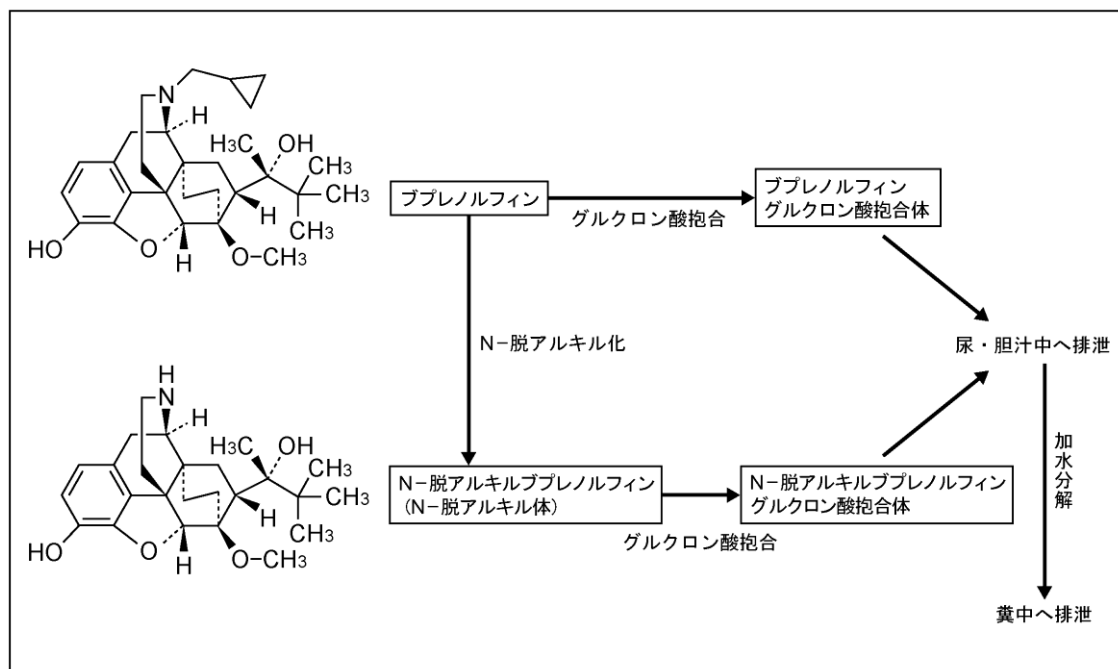 N
H
H3C
OH
CH3
CH3
CH3
H
HO
O
H
O-CH3
ブプレノルフィン
グルクロン酸抱合
ブプレノルフィン
グルクロン酸抱合体
N-脱アルキル化
尿・胆汁中へ排泄
加水分解
H
N
H
H3C
OH
CH3
CH3
CH3
H
HO
O
H
O-CH3
N-脱アルキルブプレノルフィン
(N-脱アルキル体)
グルクロン酸抱合
N-脱アルキルブプレノルフィン
グルクロン酸抱合体
糞中へ排泄